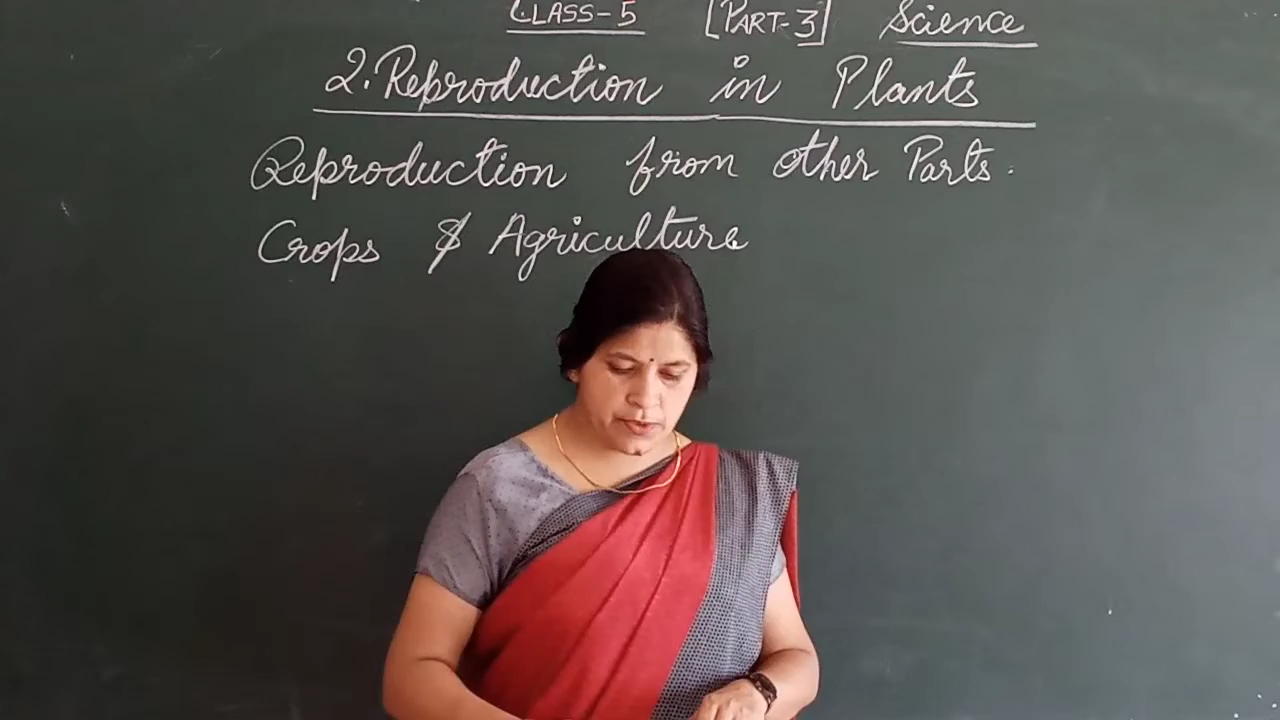 CLASS-5 [PART-3] Science
2. Reproduction in Plants
Reproduction from other Parts.
Crops & Agriculture